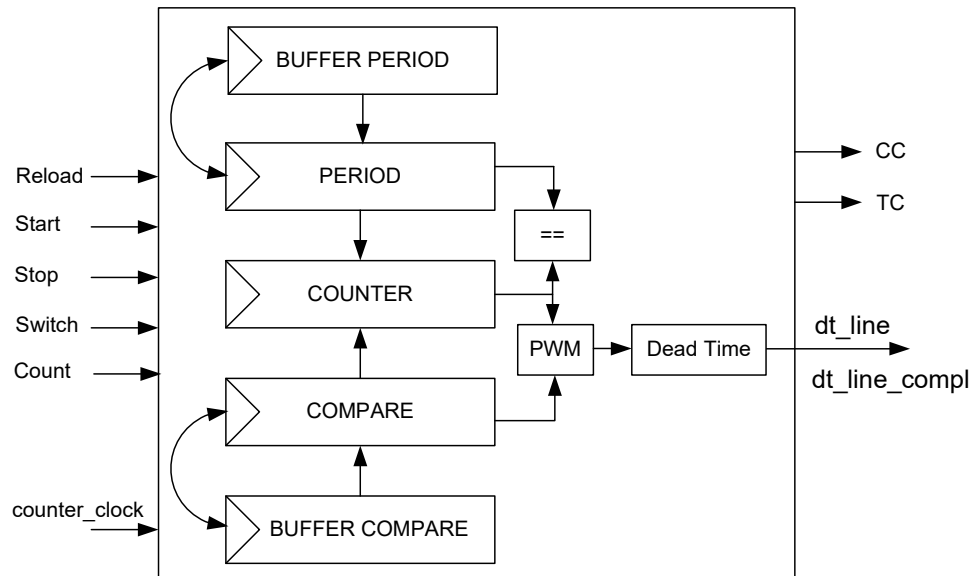 BUFFER PERIOD
PERIOD
CC
Reload
TC
Start
==
Stop
COUNTER
Switch
dt_line
PWM
Dead Time
Count
dt_line_compl
COMPARE
counter_clock
BUFFER COMPARE